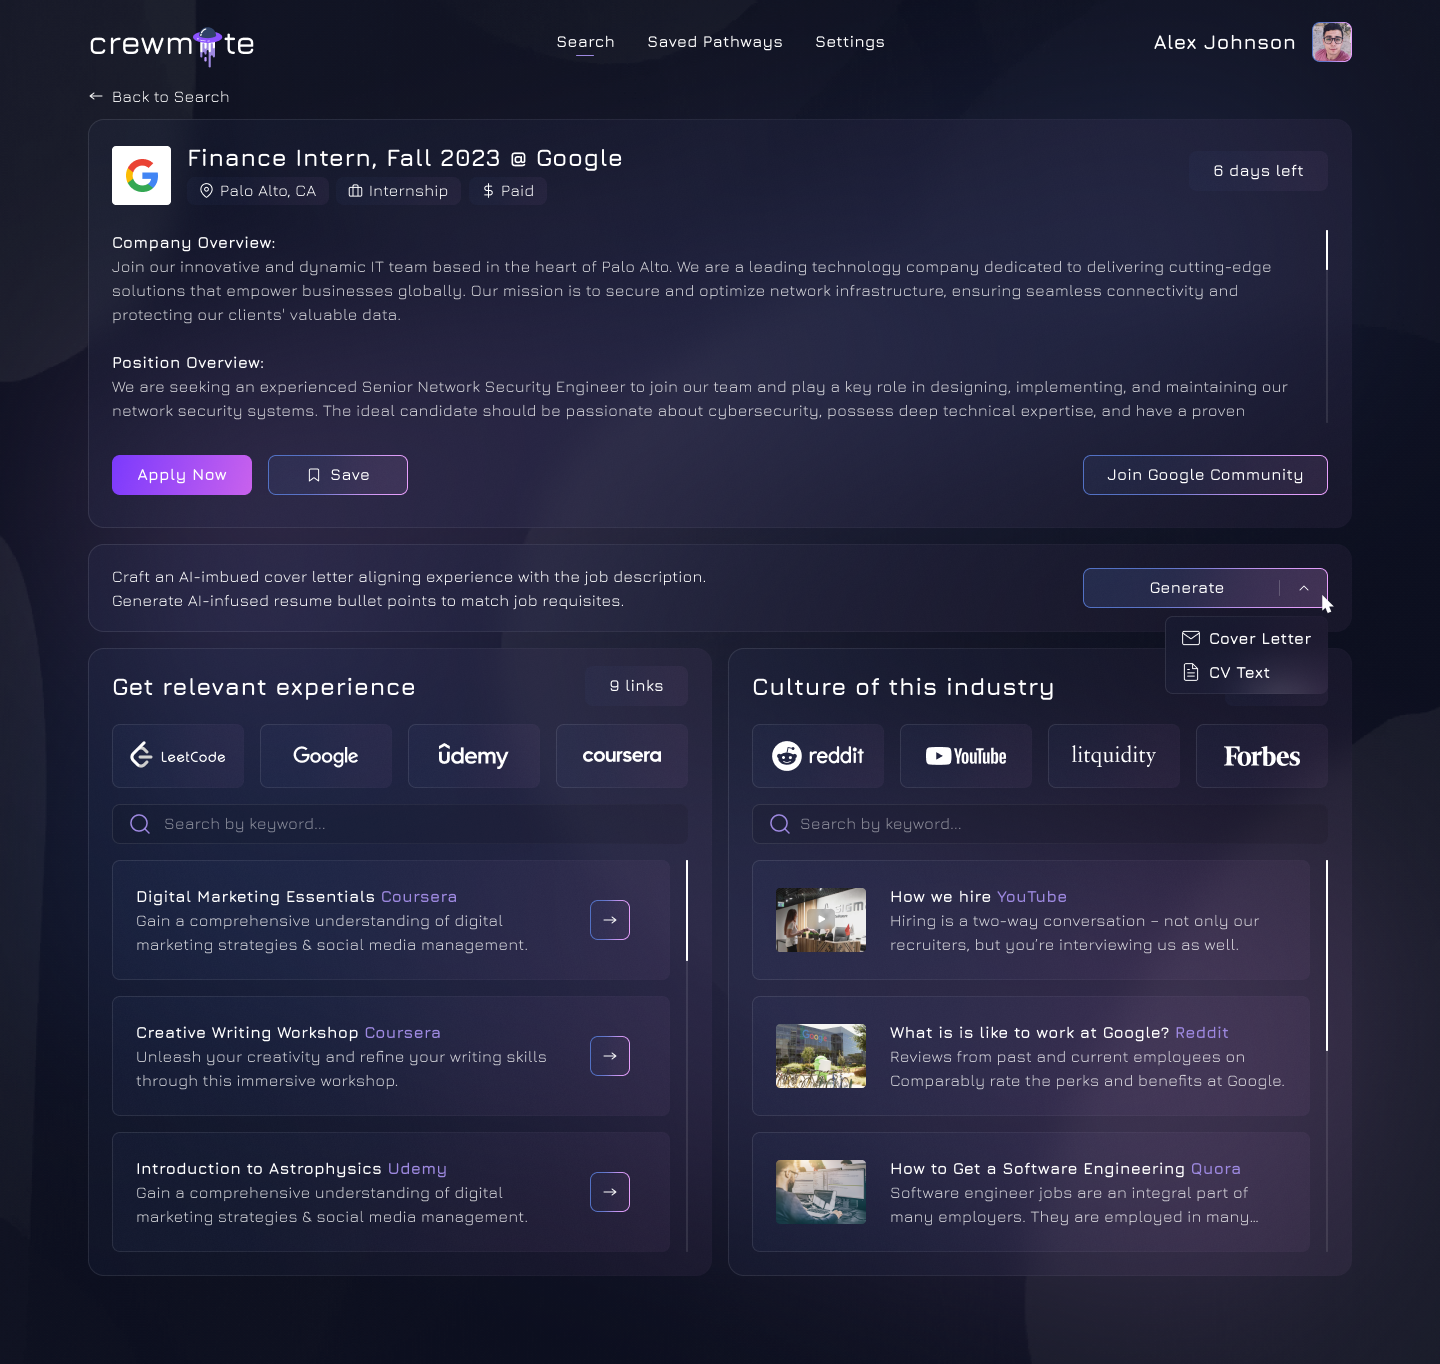 crewmate
Search
Saved Pathways
Settings
Alex Johnson
Back to Search
Finance Intern, Fall 2023 @ Google
Palo Alto, CA
Internship
Paid
6 days left
Company Overview:
Join our innovative and dynamic IT team based in the heart of Palo Alto. We are a leading technology company dedicated to delivering cutting-edge
solutions that empower businesses globally. Our mission is to secure and optimize network infrastructure, ensuring seamless connectivity and
protecting our clients' valuable data.
Position Overview:
We are seeking an experienced Senior Network Security Engineer to join our team and play a key role in designing, implementing, and maintaining our
network security systems. The ideal candidate should be passionate about cybersecurity, possess deep technical expertise, and have a proven
Apply Now
Save
Join Google Community
Craft an AI-imbued cover letter aligning experience with the job description.
Generate AI-infused resume bullet points to match job requisites.
Generate
Cover Letter
CV Text
Get relevant experience
9 links
LeetCode
Google
ûdemy
coursera
Search by keyword...
Digital Marketing Essentials Coursera
Gain a comprehensive understanding of digital
marketing strategies & social media management.
Creative Writing Workshop Coursera
Unleash your creativity and refine your writing skills
through this immersive workshop.
Introduction to Astrophysics Udemy
Gain a comprehensive understanding of digital
marketing strategies & social media management.
Culture of this industry
reddit
YouTube
litquidity
Forbes
Search by keyword...
How we hire YouTube
Hiring is a two-way conversation – not only our
recruiters, but you're interviewing us as well.
What is is like to work at Google? Reddit
Reviews from past and current employees on
Comparably rate the perks and benefits at Google.
How to Get a Software Engineering Quora
Software engineer jobs are an integral part of
many employers. They are employed in many...